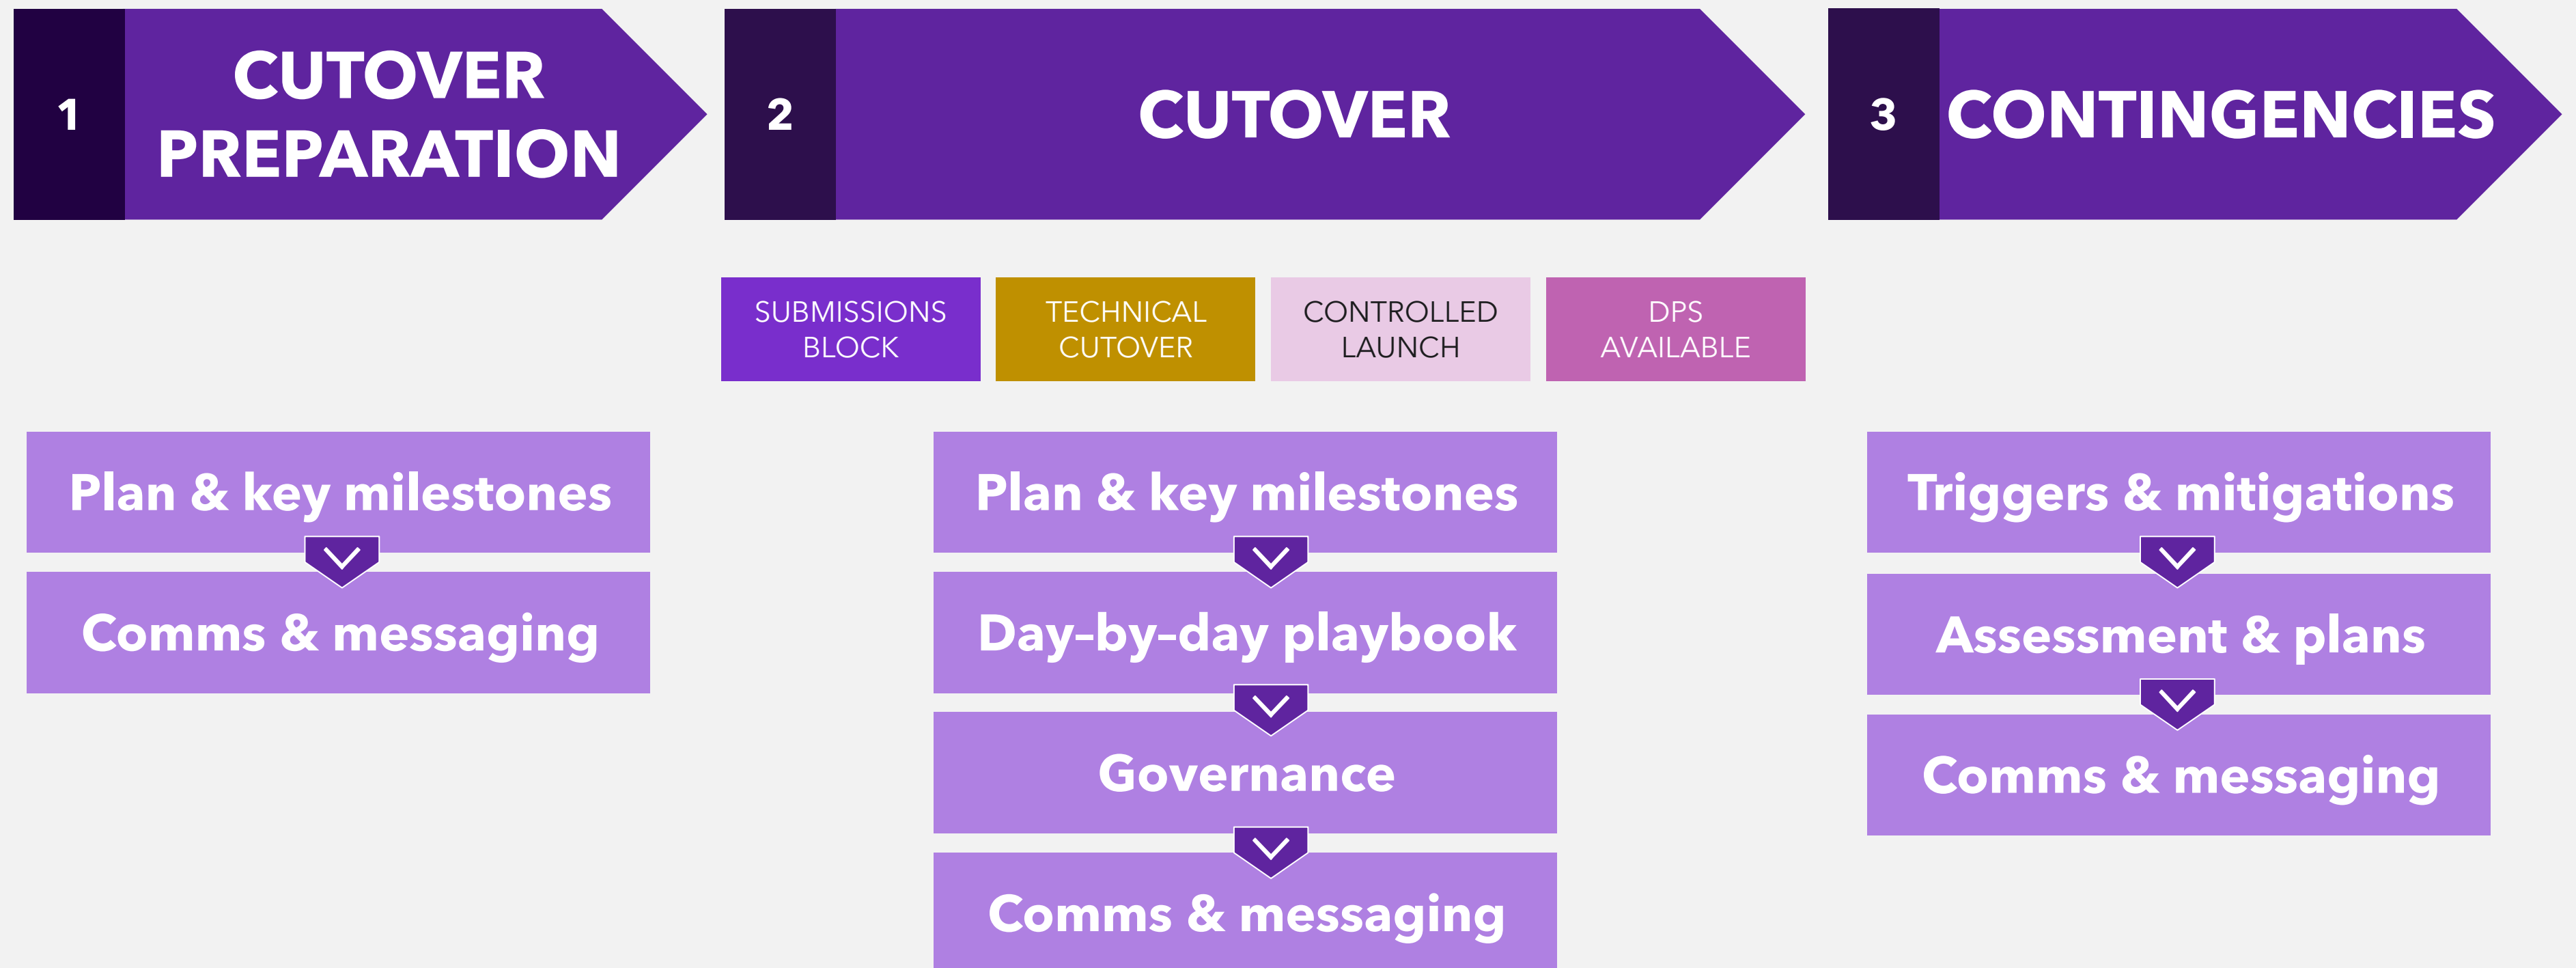 1
CUTOVER
PREPARATION
2
CUTOVER
3
CONTINGENCIES
SUBMISSIONS
BLOCK
TECHNICAL
CUTOVER
CONTROLLED
LAUNCH
DPS
AVAILABLE
Plan & key milestones
Comms & messaging
Plan & key milestones
Day-by-day playbook
Governance
Comms & messaging
Triggers & mitigations
Assessment & plans
Comms & messaging